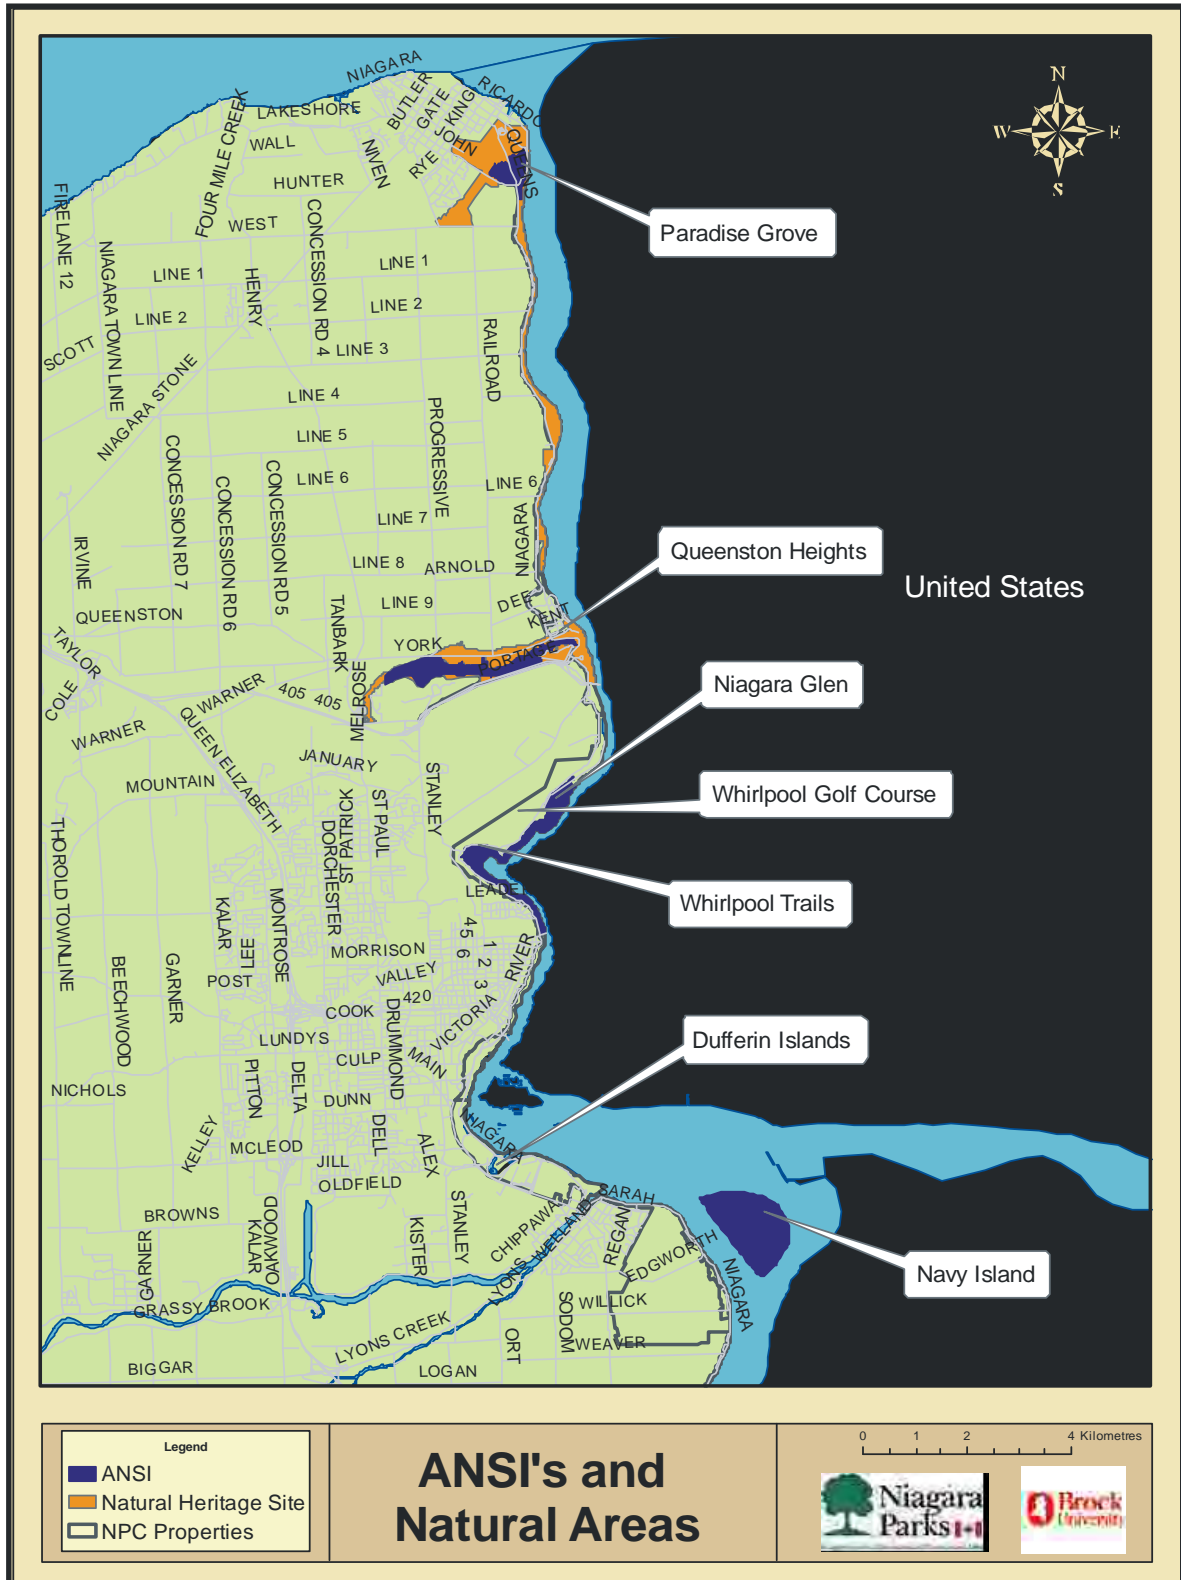 NIAGARA
RICARDO
BUTLER
GATE
KING
LAKESHORE
FOUR MILE CREEK
WALL
JOHN
QUEENS
NIVEN
RYE
HUNTER
FIRELANE 12
WEST
CONCESSION RD 4
Paradise Grove
N
W
E
S
NIAGARA TOWN LINE
LINE 1
LINE 1
HENRY
LINE 2
LINE 2
RAILROAD
SCOTT
LINE 3
NIAGARA STONE
LINE 4
PROGRESSIVE
LINE 5
CONCESSION RD 7
CONCESSION RD 6
CONCESSION RD 5
LINE 6
LINE 6
LINE 7
NIAGARA
IRVINE
LINE 8
ARNOLD
Queenston Heights
United States
LINE 9
DEE
KENT
QUEENSTON
TANBARK
TAYLOR
YORK
PORTAGE
COLE
WARNER
405
405
MELROSE
Niagara Glen
WARNER
QUEEN ELIZABETH
JANUARY
MOUNTAIN
STANLEY
ST PATRICK
ST PAUL
DORCHESTER
Whirlpool Golf Course
THOROLD TOWNLINE
LEADER
Whirlpool Trails
KALAR
MONTROSE
4
5
6
1
2
3
RIVER
LEE
MORRISON
BEECHWOOD
GARNER
POST
VALLEY
420
COOK
DRUMMOND
VICTORIA
LUNDYS
CULP
MAIN
Dufferin Islands
NICHOLS
PITTON
DELTA
DUNN
NIAGARA
KELLEY
MCLEOD
DELL
ALEX
JILL
OLDFIELD
SARAH
BROWNS
GARNER
KALAR
OAKWOOD
KISTER
STANLEY
CHIPPAWA
WELLAND
REGAN
EDGWORTH
NIAGARA
Navy Island
LYONS
GRASSY BROOK
SODOM
WILLICK
LYONS CREEK
ORT
WEAVER
BIGGAR
LOGAN
Legend
ANSI
Natural Heritage Site
NPC Properties
ANSI's and
Natural Areas
0 1 2 4 Kilometres
Niagara
Parks
Brock
University